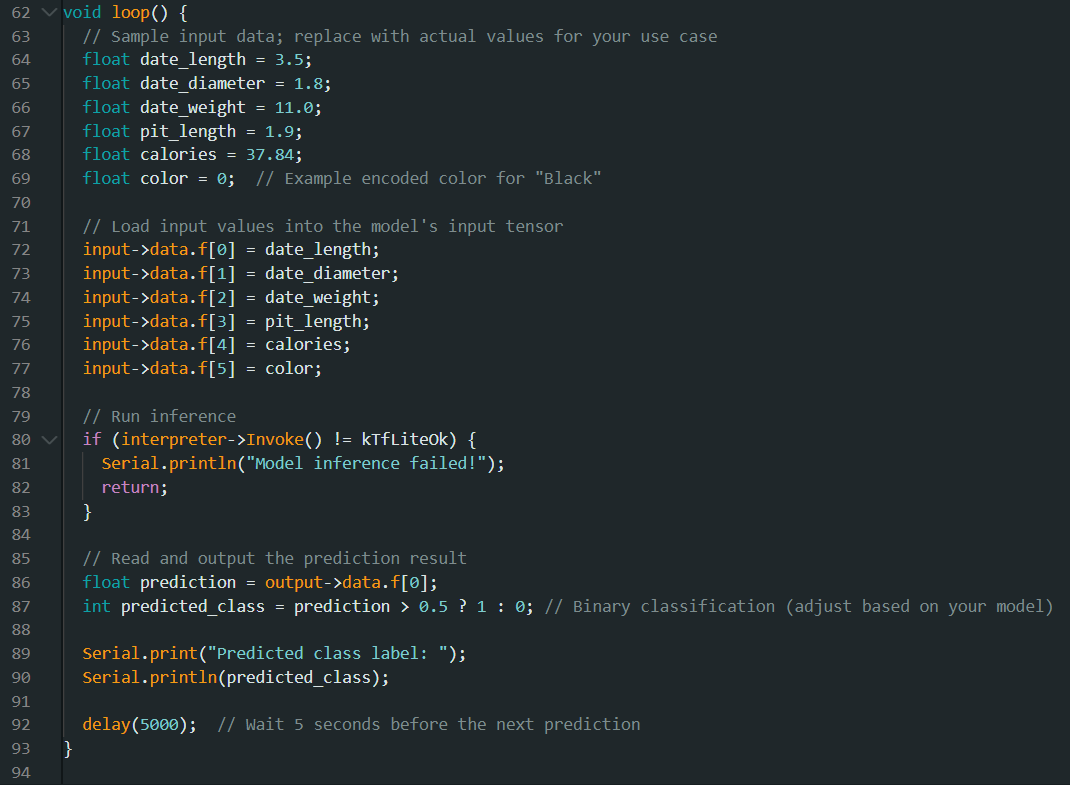 62 void loop() {
63   // Sample input data; replace with actual values for your use case
64   float date_length = 3.5;
65   float date_diameter = 1.8;
66   float date_weight = 11.0;
67   float pit_length = 1.9;
68   float calories = 37.84;
69   float color = 0;  // Example encoded color for "Black"
70
71   // Load input values into the model's input tensor
72   input->data.f[0] = date_length;
73   input->data.f[1] = date_diameter;
74   input->data.f[2] = date_weight;
75   input->data.f[3] = pit_length;
76   input->data.f[4] = calories;
77   input->data.f[5] = color;
78
79   // Run inference
80   if (interpreter->Invoke() != kTfLiteOk) {
81     Serial.println("Model inference failed!");
82     return;
83   }
84
85   // Read and output the prediction result
86   float prediction = output->data.f[0];
87   int predicted_class = prediction > 0.5 ? 1 : 0; // Binary classification (adjust based on your model)
88
89   Serial.print("Predicted class label: ");
90   Serial.println(predicted_class);
91
92   delay(5000);  // Wait 5 seconds before the next prediction
93 }
94